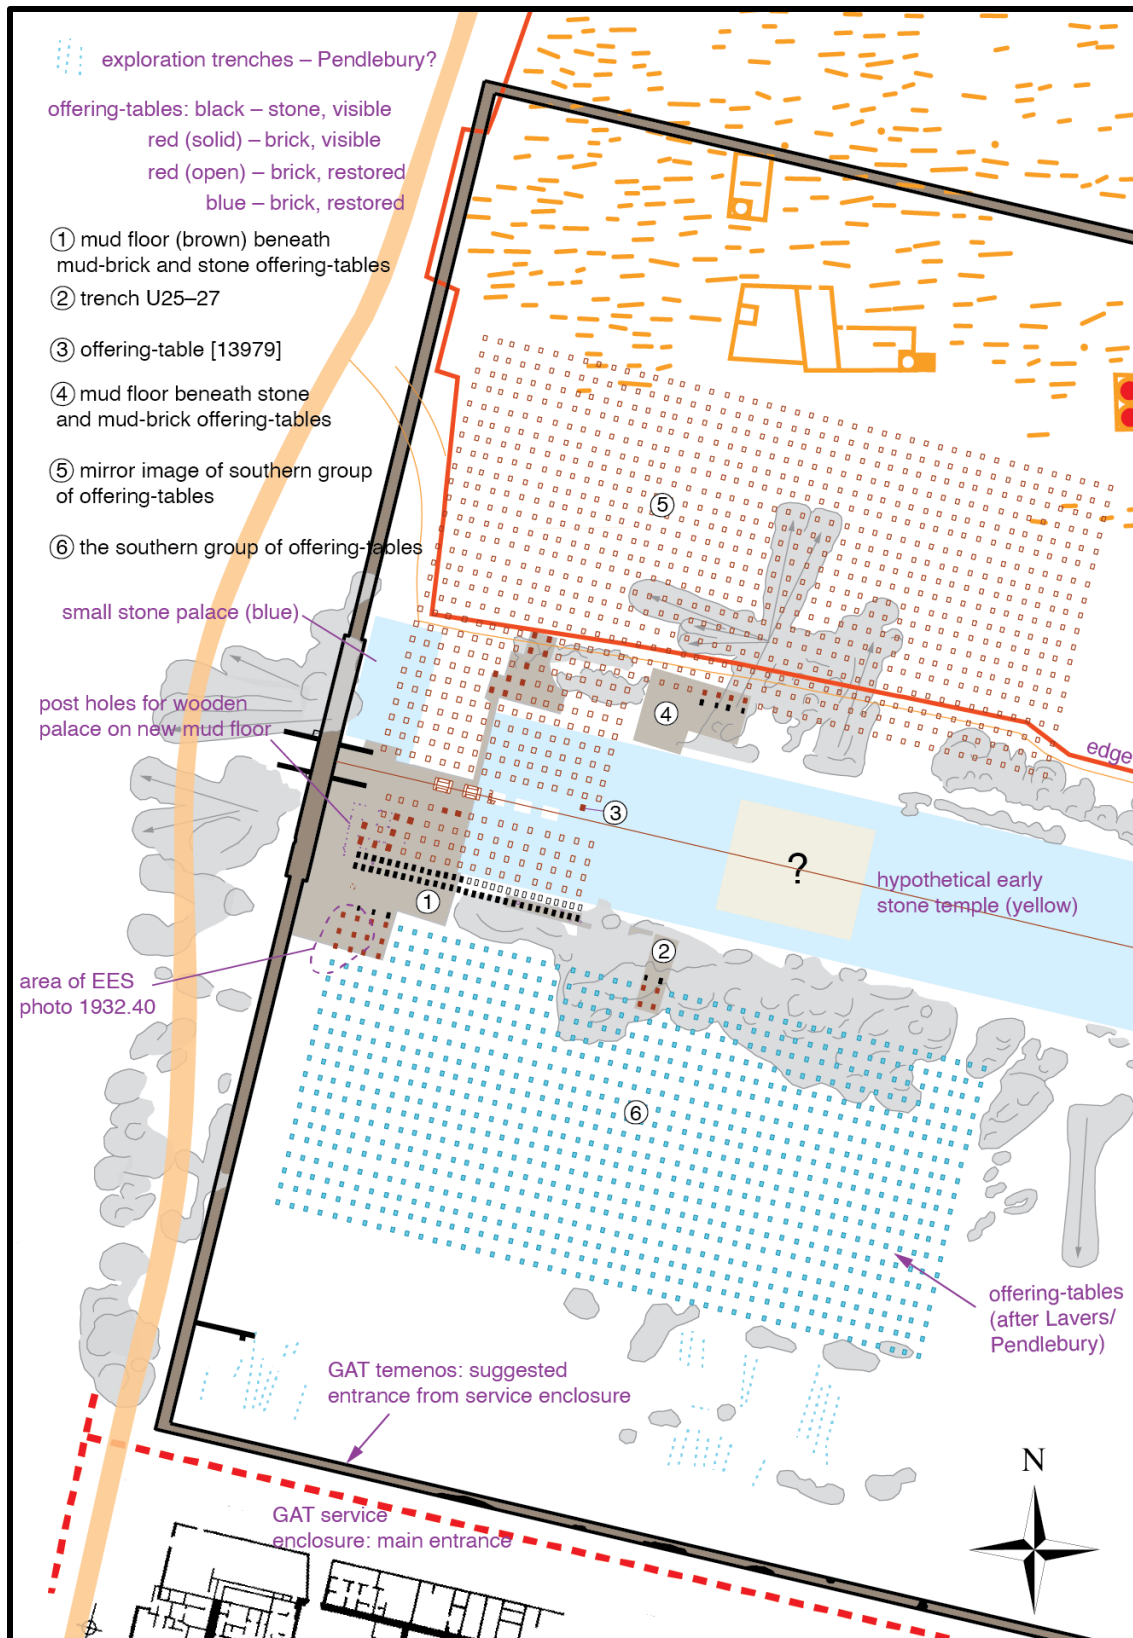 exploration trenches – Pendlebury?
offering-tables: black – stone, visible
red (solid) – brick, visible
red (open) – brick, restored
blue – brick, restored
① mud floor (brown) beneath
mud-brick and stone offering-tables
② trench U25–27
③ offering-table [13979]
④ mud floor beneath stone
and mud-brick offering-tables
⑤ mirror image of southern group
of offering-tables
⑥ the southern group of offering-tables
small stone palace (blue)
post holes for wooden
palace on new mud floor
area of EES
photo 1932.40
⑤
④
edge
③
?
hypothetical early
stone temple (yellow)
①
②
⑥
offering-tables
(after Lavers/
Pendlebury)
GAT temenos: suggested
entrance from service enclosure
N
GAT service
enclosure: main entrance